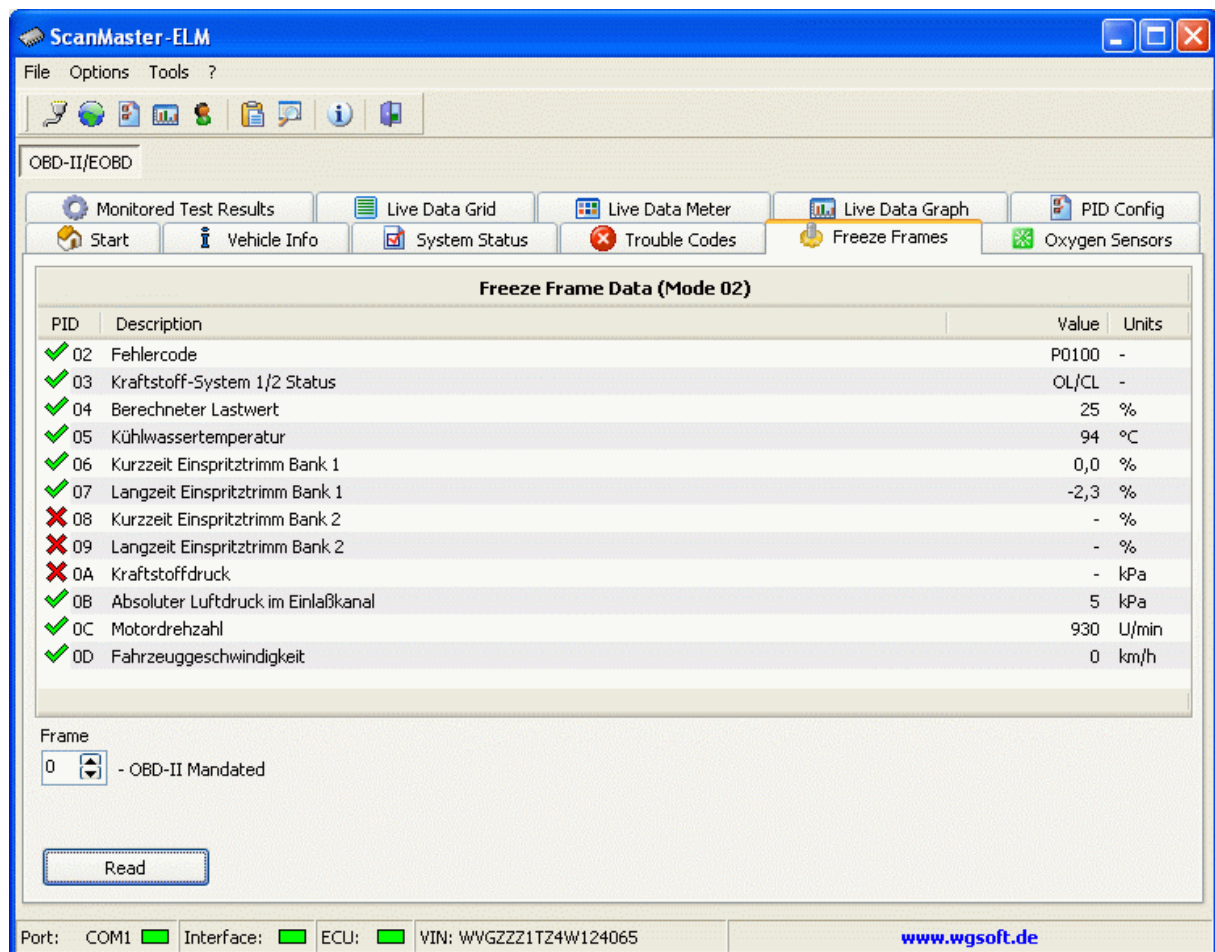 ScanMaster-ELM
File Options Tools ?
OBD-II/EOBD
Monitored Test Results Live Data Grid Live Data Meter Live Data Graph PID Config
Start Vehicle Info System Status Trouble Codes Freeze Frames Oxygen Sensors
Freeze Frame Data (Mode 02)
PID Description Value Units
02 Fehlercode P0100 -
03 Kraftstoff-System 1/2 Status OL/CL -
04 Berechneter Lastwert 25 %
05 Kühlwassertemperatur 94 °C
06 Kurzzeit Einspritztrimm Bank 1 0,0 %
07 Langzeit Einspritztrimm Bank 1 -2,3 %
08 Kurzzeit Einspritztrimm Bank 2 - %
09 Langzeit Einspritztrimm Bank 2 - %
0A Kraftstoffdruck - kPa
0B Absoluter Luftdruck im Einlaßkanal 5 kPa
0C Motordrehzahl 930 U/min
0D Fahrzeuggeschwindigkeit 0 km/h
Frame
0 - OBD-II Mandated
Read
Port: COM1 Interface: ECU: VIN: WVGZZZ1TZ4W124065 www.wgsoft.de